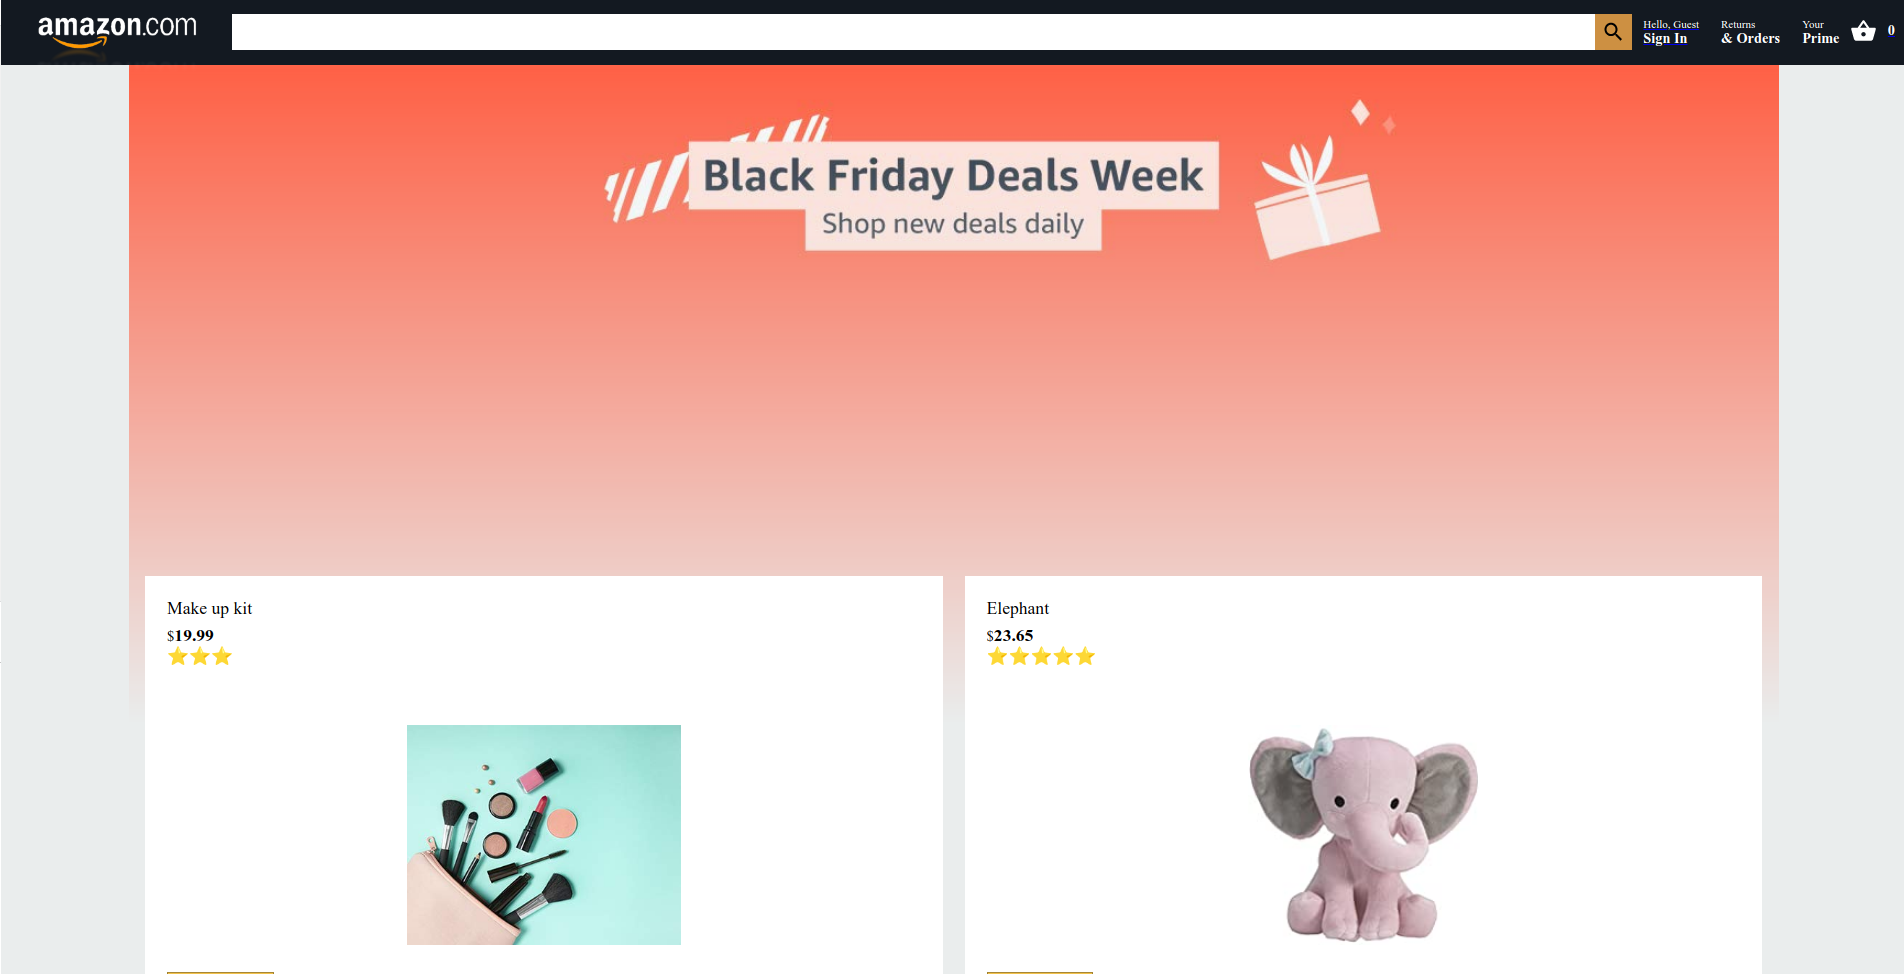 amazon.com
Hello, Guest
Sign In
Returns
& Orders
Your
Prime
0
Black Friday Deals Week
Shop new deals daily
Make up kit
$19.99
Elephant
$23.65